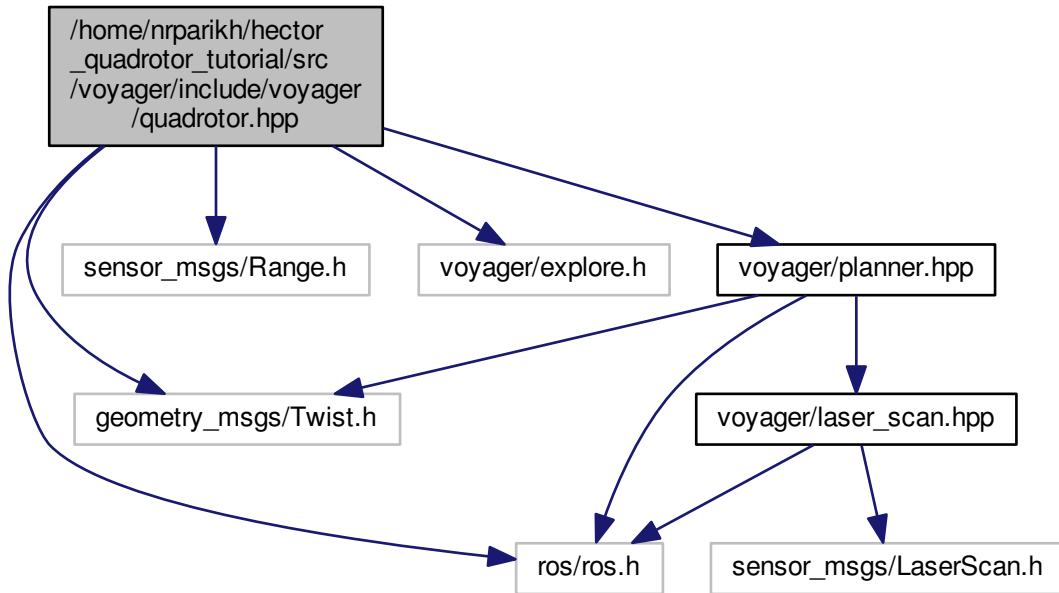 /home/nrparikh/hector
_quadrotor_tutorial/src
/voyager/include/voyager
/quadrotor.hpp
sensor_msgs/Range.h
voyager/explore.h
voyager/planner.hpp
geometry_msgs/Twist.h
voyager/laser_scan.hpp
ros/ros.h
sensor_msgs/LaserScan.h